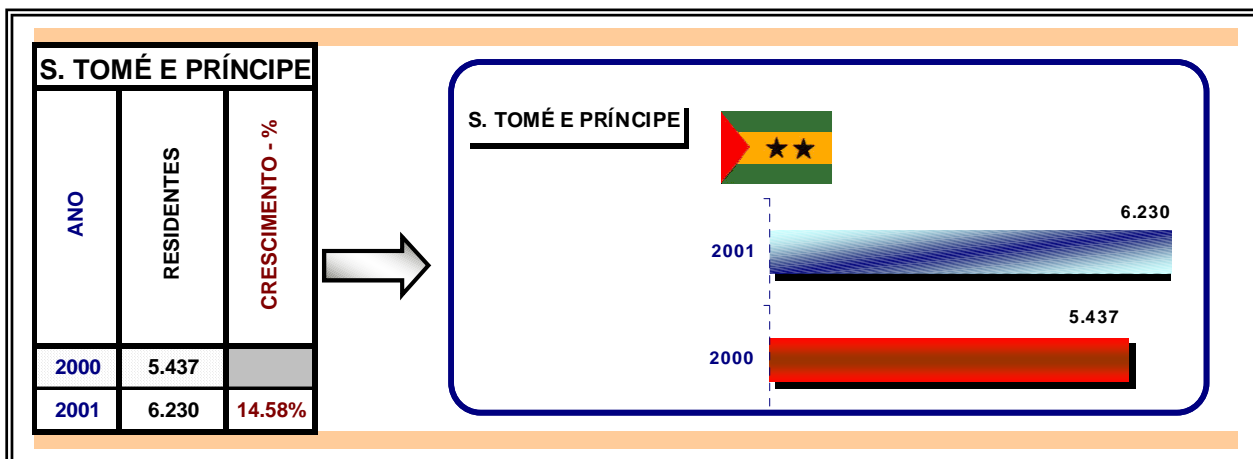 S. TOMÉ E PRÍNCIPE
ANO RESIDENTES CRESCIMENTO - %
2000 5.437
2001 6.230 14.58%
S. TOMÉ E PRÍNCIPE
6.230
2001
5.437
2000